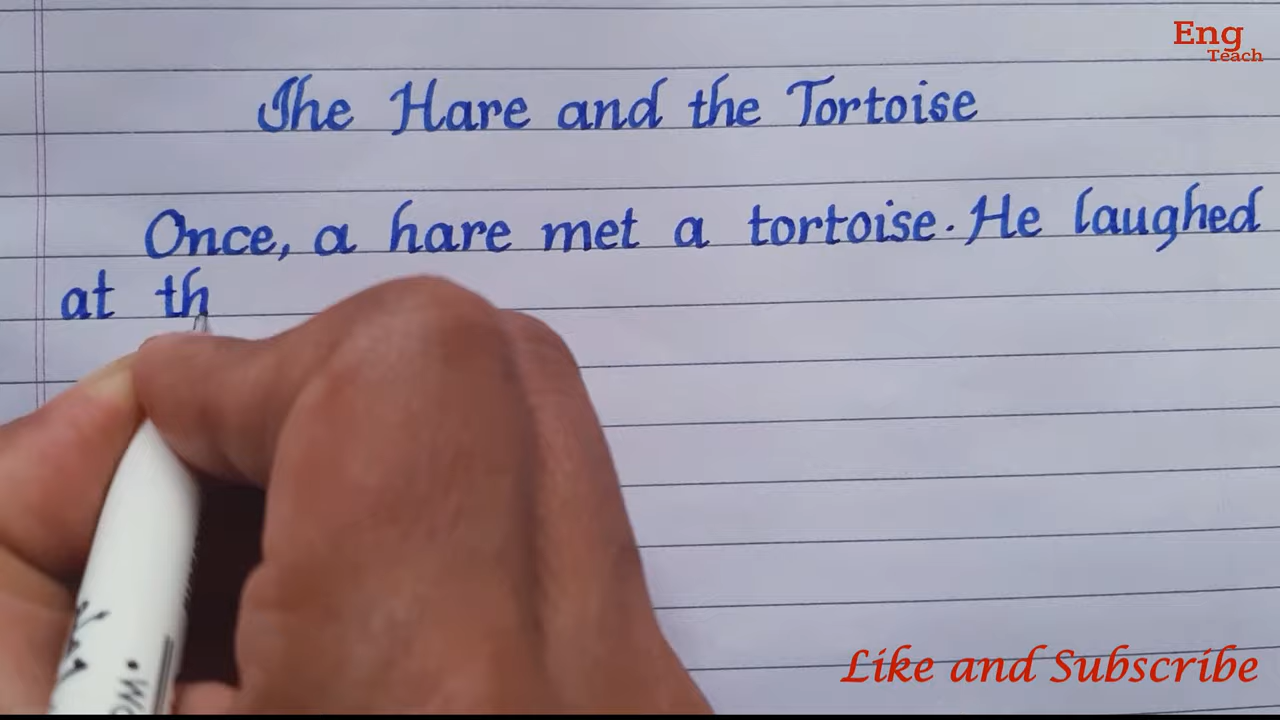 Eng
Teach
The Hare and the Tortoise
Once, a hare met a tortoise. He laughed
at th
Like and Subscribe